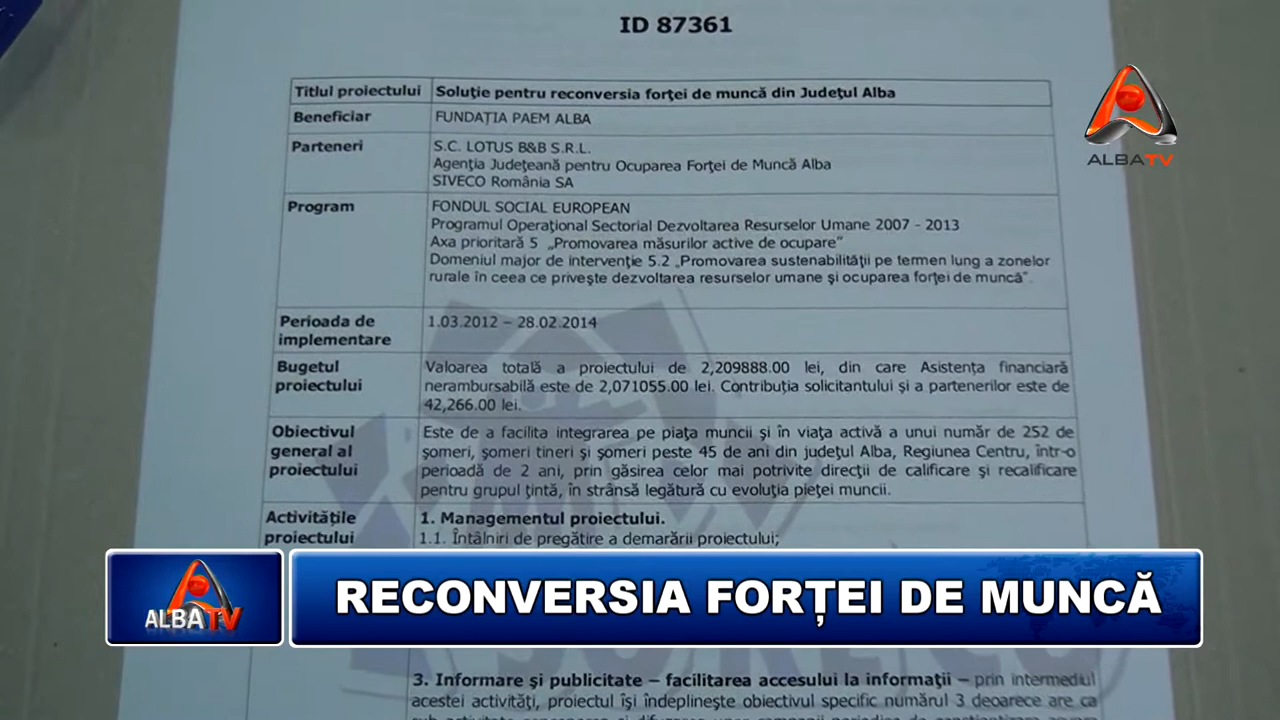 ID 87361
Titlul proiectului
Soluţie pentru reconversia forţei de muncă din Judeţul Alba
Beneficiar
FUNDAŢIA PAEM ALBA
Parteneri
S.C. LOTUS B&B S.R.L.
Agenţia Judeţeană pentru Ocuparea Forţei de Muncă Alba
SIVECO România SA
Program
FONDUL SOCIAL EUROPEAN
Programul Operaţional Sectorial Dezvoltarea Resurselor Umane 2007 - 2013
Axa prioritară 5 „Promovarea măsurilor active de ocupare”
Domeniul major de intervenţie 5.2 „Promovarea sustenabilităţii pe termen lung a zonelor
rurale în ceea ce priveşte dezvoltarea resurselor umane şi ocuparea forţei de muncă”.
Perioada de
implementare
1.03.2012 – 28.02.2014
Bugetul
proiectului
Valoarea totală a proiectului de 2,209888.00 lei, din care Asistenţa financiară
nerambursabilă este de 2,071055.00 lei. Contribuţia solicitantului şi a partenerilor este de
42,266.00 lei.
Obiectivul
general al
proiectului
Este de a facilita integrarea pe piaţa muncii şi în viaţa activă a unui număr de 252 de
şomeri, şomeri tineri şi şomeri peste 45 de ani din judeţul Alba, Regiunea Centru, într-o
perioadă de 2 ani, prin găsirea celor mai potrivite direcţii de calificare şi recalificare
pentru grupul ţintă, în strânsă legătură cu evoluţia pieţei muncii.
Activităţile
proiectului
1. Managementul proiectului.
1.1. Întâlniri de pregătire a demarării proiectului;
3. Informare şi publicitate – facilitarea accesului la informaţii – prin intermediul
acestei activităţi, proiectul îşi îndeplineşte obiectivul specific numărul 3 deoarece are ca
ALBA TV
ALBA TV
RECONVERSIA FORȚEI DE MUNCĂ